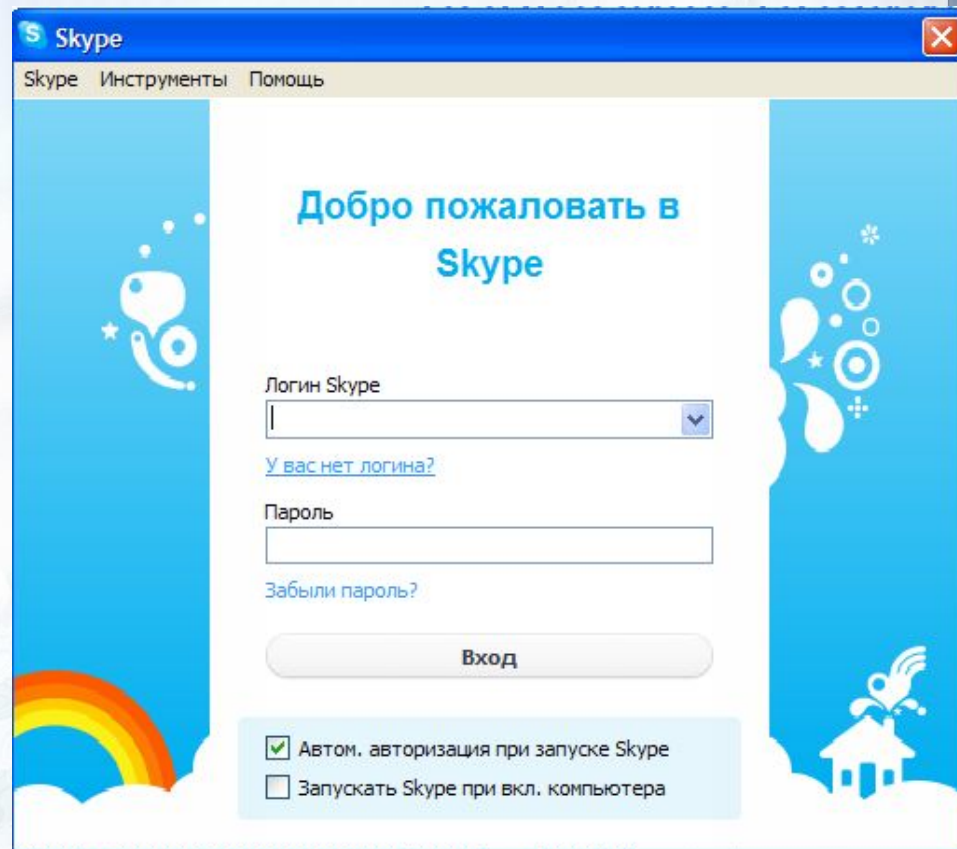 Skype
Skype Инструменты Помощь
Добро пожаловать в
Skype
Логин Skype
У вас нет логина?
Пароль
Забыли пароль?
Вход
Автом. авторизация при запуске Skype
Запускать Skype при вкл. компьютера